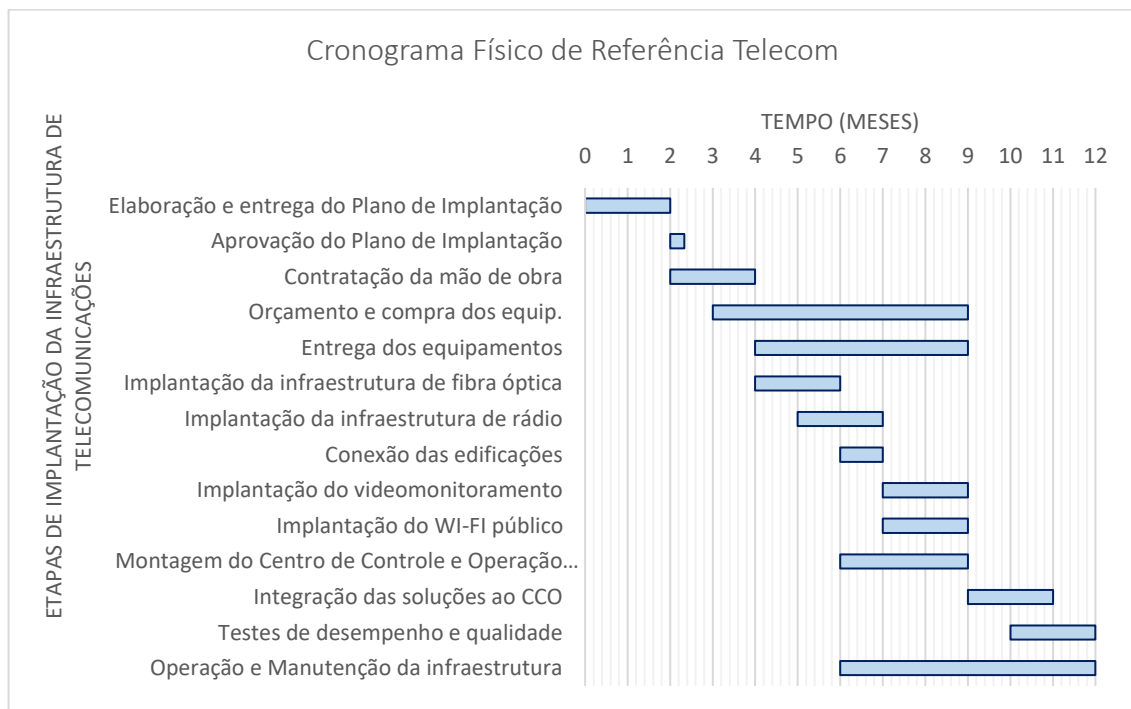 Cronograma Físico de Referência Telecom
TEMPO (MESES)
0 1 2 3 4 5 6 7 8 9 10 11 12
ETAPAS DE IMPLANTAÇÃO DA INFRAESTRUTURA DE
TELECOMUNICAÇÕES
Elaboração e entrega do Plano de Implantação
Aprovação do Plano de Implantação
Contratação da mão de obra
Orçamento e compra dos equip.
Entrega dos equipamentos
Implantação da infraestrutura de fibra óptica
Implantação da infraestrutura de rádio
Conexão das edificações
Implantação do videomonitoramento
Implantação do WI-FI público
Montagem do Centro de Controle e Operação...
Integração das soluções ao CCO
Testes de desempenho e qualidade
Operação e Manutenção da infraestrutura